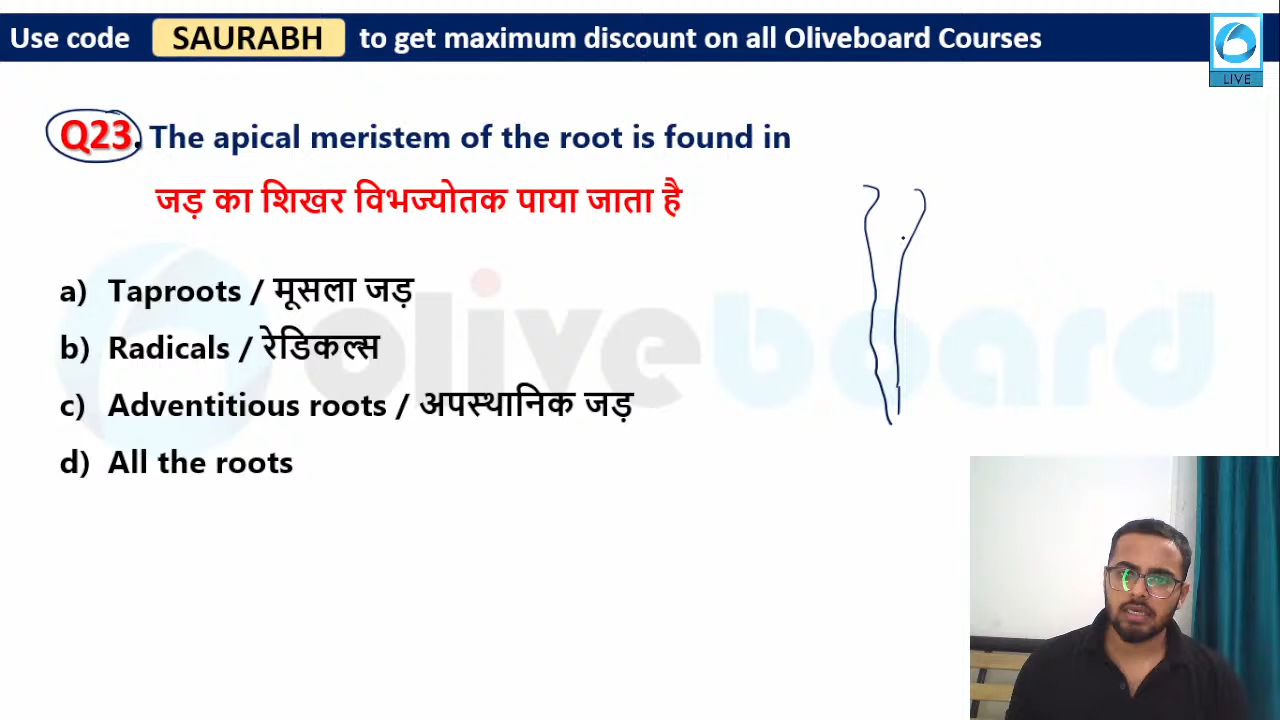 Use code SAURABH to get maximum discount on all Oliveboard Courses
LIVE
Q23. The apical meristem of the root is found in
जड़ का शिखर विभज्योतक पाया जाता है
a) Taproots / मूसला जड़
b) Radicals / रेडिकल्स
c) Adventitious roots / अपस्थानिक जड़
d) All the roots
oliveboard